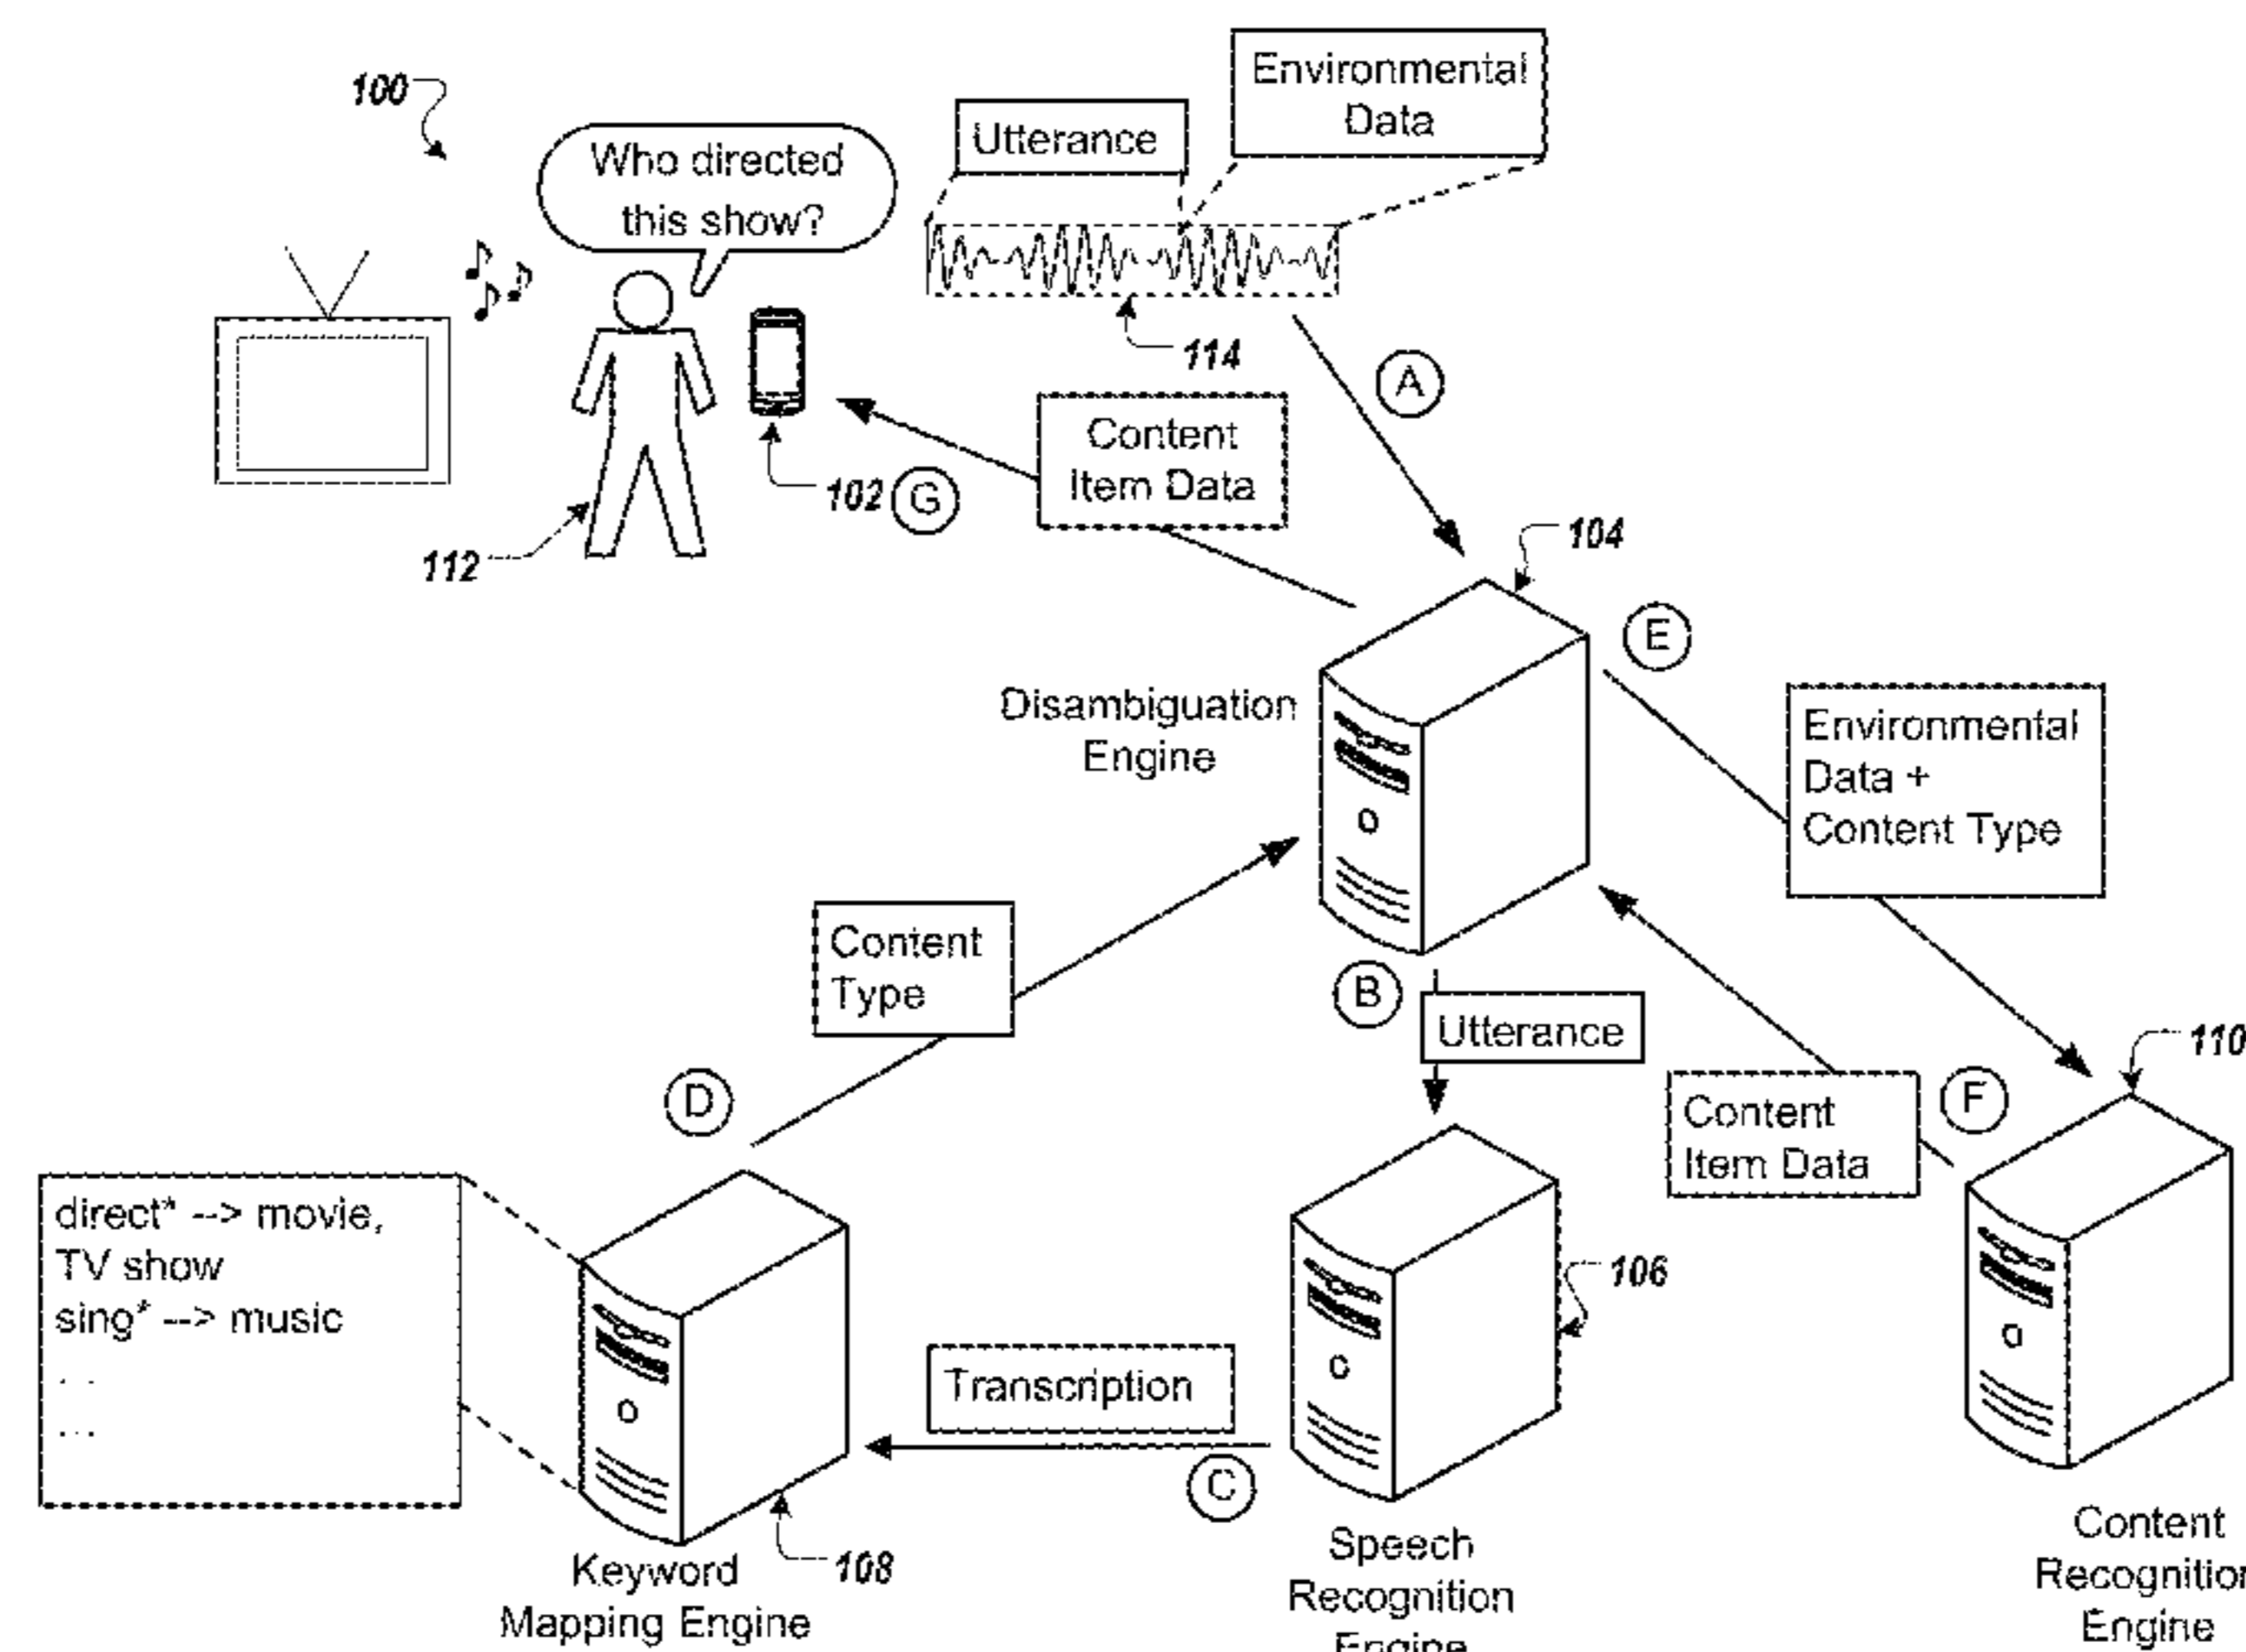 100
Who directed
this show?
Utterance
Environmental
Data
114
A
Content
Item Data
102
G
112
104
E
Disambiguation
Engine
Environmental
Data +
Content Type
Content
Type
B
Utterance
D
110
Content
Item Data
F
direct* --> movie,
TV show
sing* --> music
...
...
106
Transcription
C
108
Keyword
Mapping Engine
Speech
Recognition
Engine
Content
Recognition
Engine